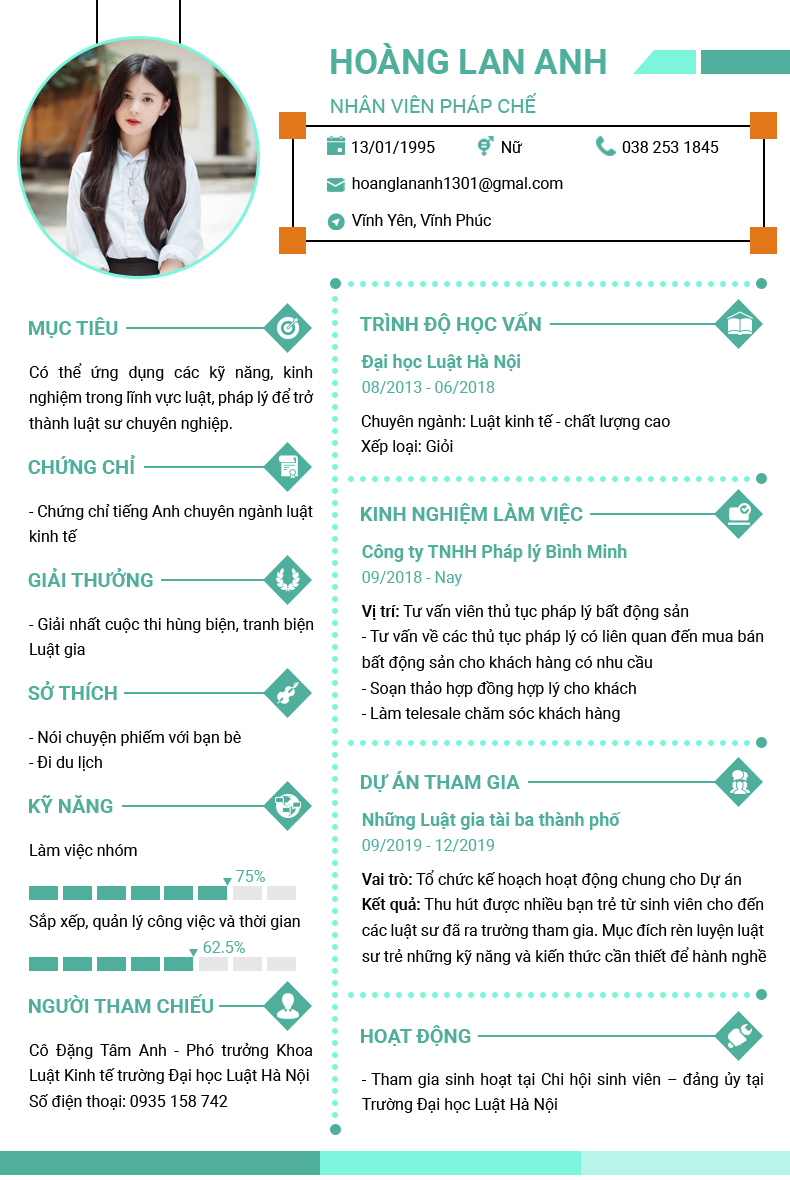 HOÀNG LAN ANH
NHÂN VIÊN PHÁP CHẾ
13/01/1995 Nữ 038 253 1845
hoanglananh1301@gmal.com
Vĩnh Yên, Vĩnh Phúc
MỤC TIÊU
Có thể ứng dụng các kỹ năng, kinh
nghiệm trong lĩnh vực luật, pháp lý để trở
thành luật sư chuyên nghiệp.
CHỨNG CHỈ
- Chứng chỉ tiếng Anh chuyên ngành luật
kinh tế
GIẢI THƯỞNG
- Giải nhất cuộc thi hùng biện, tranh biện
Luật gia
SỞ THÍCH
- Nói chuyện phiếm với bạn bè
- Đi du lịch
KỸ NĂNG
Làm việc nhóm
75%
Sắp xếp, quản lý công việc và thời gian
62.5%
NGƯỜI THAM CHIẾU
Cô Đặng Tâm Anh - Phó trưởng Khoa
Luật Kinh tế trường Đại học Luật Hà Nội
Số điện thoại: 0935 158 742
TRÌNH ĐỘ HỌC VẤN
Đại học Luật Hà Nội
08/2013 - 06/2018
Chuyên ngành: Luật kinh tế - chất lượng cao
Xếp loại: Giỏi
KINH NGHIỆM LÀM VIỆC
Công ty TNHH Pháp lý Bình Minh
09/2018 - Nay
Vị trí: Tư vấn viên thủ tục pháp lý bất động sản
- Tư vấn về các thủ tục pháp lý có liên quan đến mua bán
bất động sản cho khách hàng có nhu cầu
- Soạn thảo hợp đồng hợp lý cho khách
- Làm telesale chăm sóc khách hàng
DỰ ÁN THAM GIA
Những Luật gia tài ba thành phố
09/2019 - 12/2019
Vai trò: Tổ chức kế hoạch hoạt động chung cho Dự án
Kết quả: Thu hút được nhiều bạn trẻ từ sinh viên cho đến
các luật sư đã ra trường tham gia. Mục đích rèn luyện luật
sư trẻ những kỹ năng và kiến thức cần thiết để hành nghề
HOẠT ĐỘNG
- Tham gia sinh hoạt tại Chi hội sinh viên – đảng ủy tại
Trường Đại học Luật Hà Nội